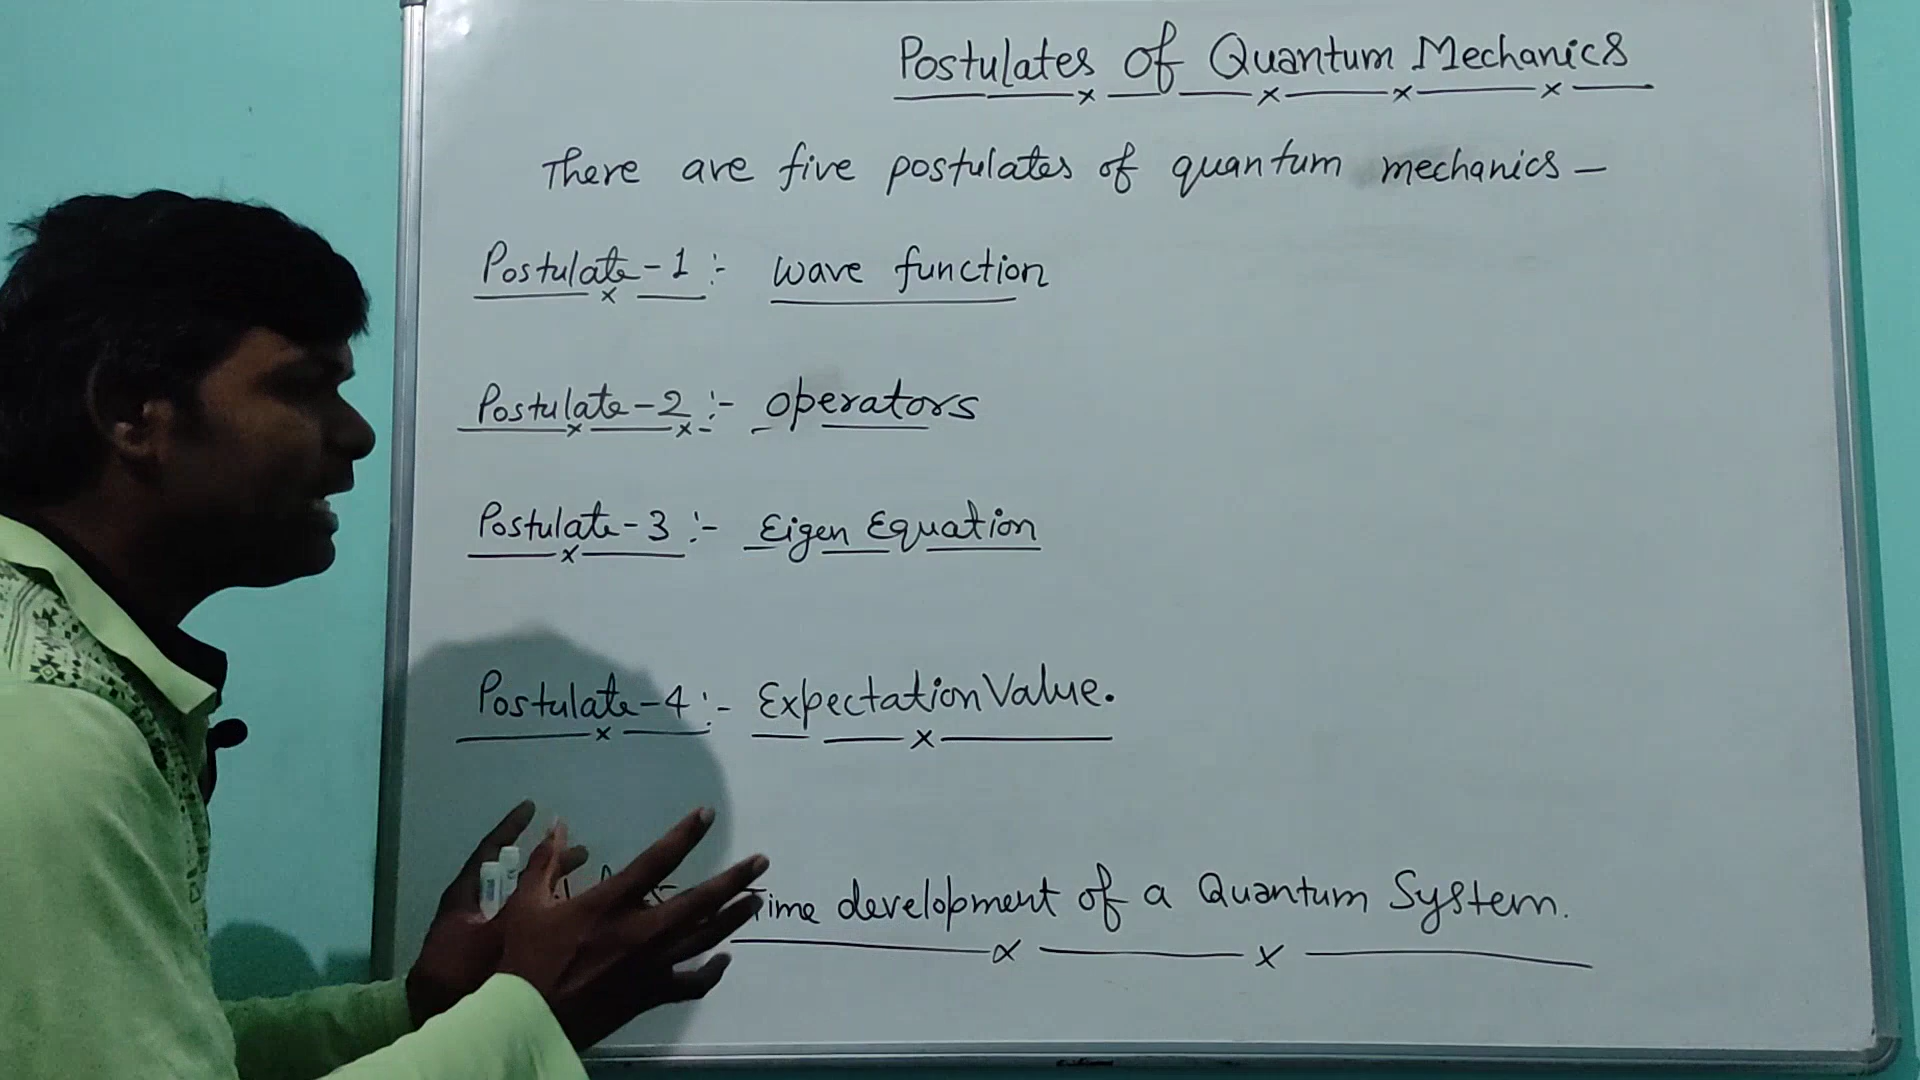 Postulates of Quantum Mechanics
There are five postulates of quantum mechanics —
Postulate-1 :- wave function
Postulate-2 :- operators
Postulate-3 :- Eigen Equation
Postulate-4 :- Expectation Value.
Time development of a Quantum System.